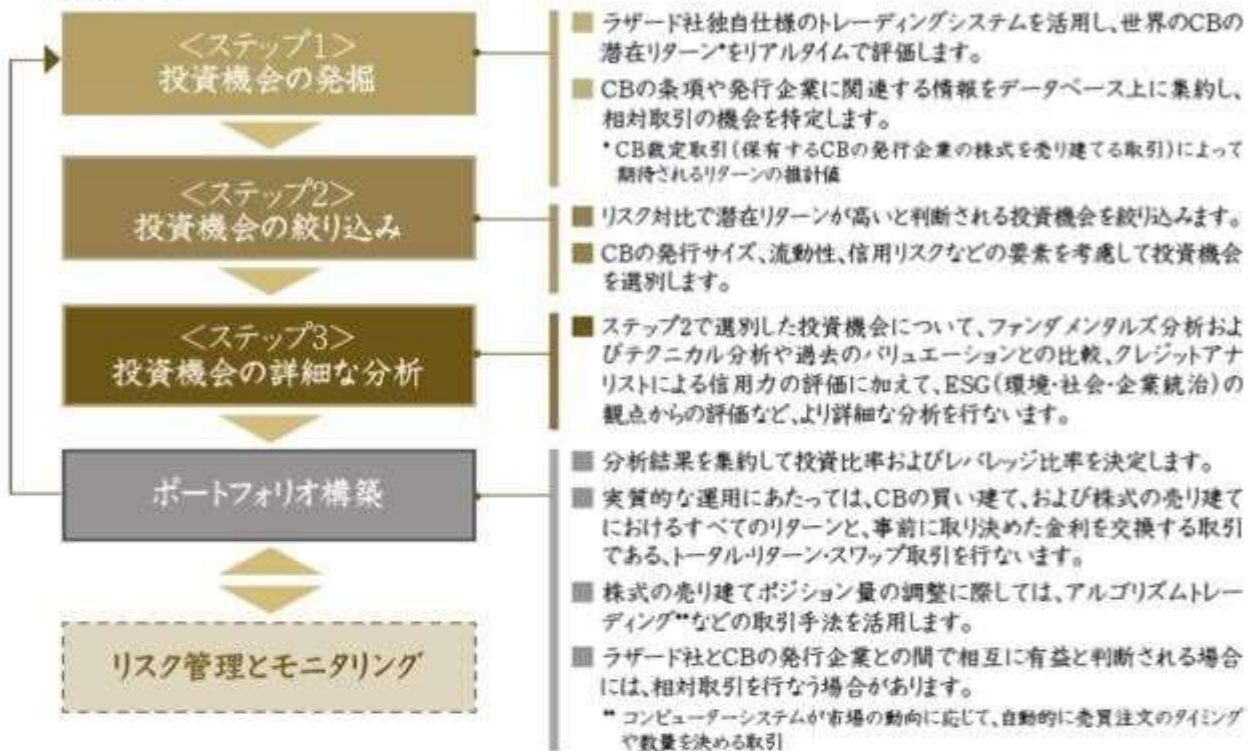 <ステップ1>
投資機会の発掘
■ ラザード社独自仕様のトレーディングシステムを活用し、世界のCBの
潜在リターン*をリアルタイムで評価します。
■ CBの条項や発行企業に関連する情報をデータベース上に集約し、
相対取引の機会を特定します。
* CB裁定取引(保有するCBの発行企業の株式を売り建てる取引)によって
期待されるリターンの推計値
<ステップ2>
投資機会の絞り込み
■ リスク対比で潜在リターンが高いと判断される投資機会を絞り込みます。
■ CBの発行サイズ、流動性、信用リスクなどの要素を考慮して投資機会
を選別します。
<ステップ3>
投資機会の詳細な分析
■ ステップ2で選別した投資機会について、ファンダメンタルズ分析およ
びテクニカル分析や過去のバリュエーションとの比較、クレジットアナ
リストによる信用力の評価に加えて、ESG(環境・社会・企業統治)の
観点からの評価など、より詳細な分析を行ないます。
ポートフォリオ構築
■ 分析結果を集約して投資比率およびレバレッジ比率を決定します。
■ 実質的な運用にあたっては、CBの買い建て、および株式の売り建て
におけるすべてのリターンと、事前に取り決めた金利を交換する取引
である、トータル・リターン・スワップ取引を行ないます。
■ 株式の売り建てポジション量の調整に際しては、アルゴリズムトレー
ディング**などの取引手法を活用します。
■ ラザード社とCBの発行企業との間で相互に有益と判断される場合
には、相対取引を行なう場合があります。
** コンピューターシステムが市場の動向に応じて、自動的に売買注文のタイミング
や数量を決める取引
リスク管理とモニタリング